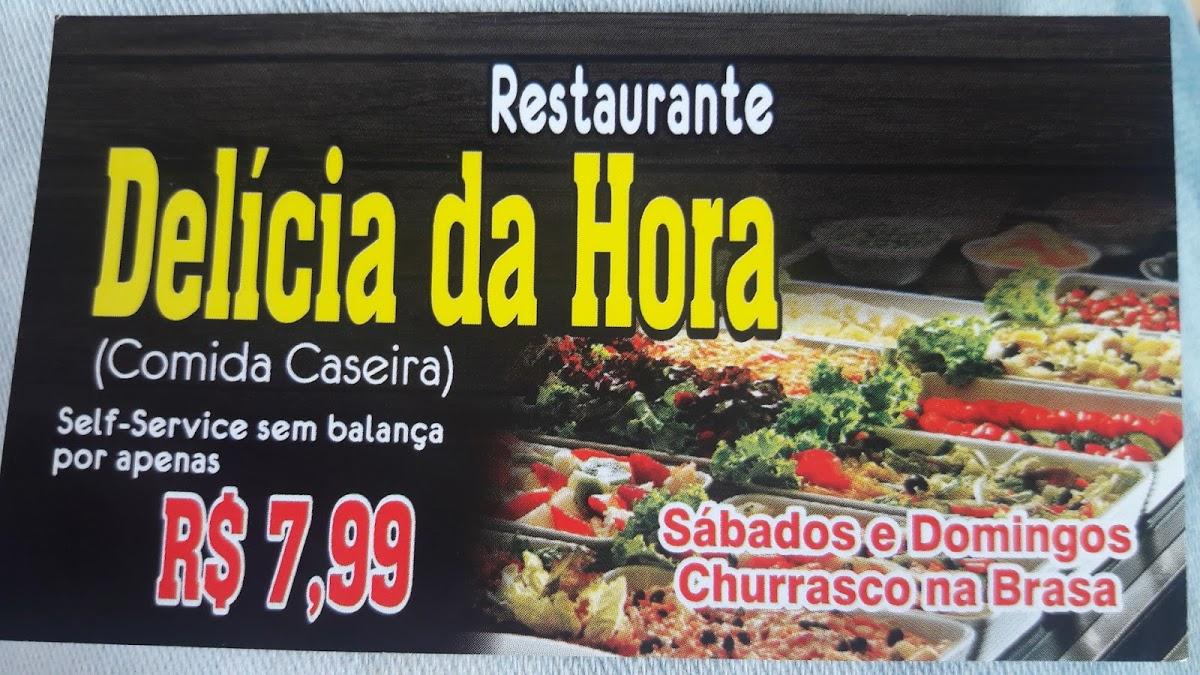 Restaurante
Delícia da Hora
(Comida Caseira)
Self-Service sem balança
por apenas
R$ 7,99
Sábados e Domingos
Churrasco na Brasa